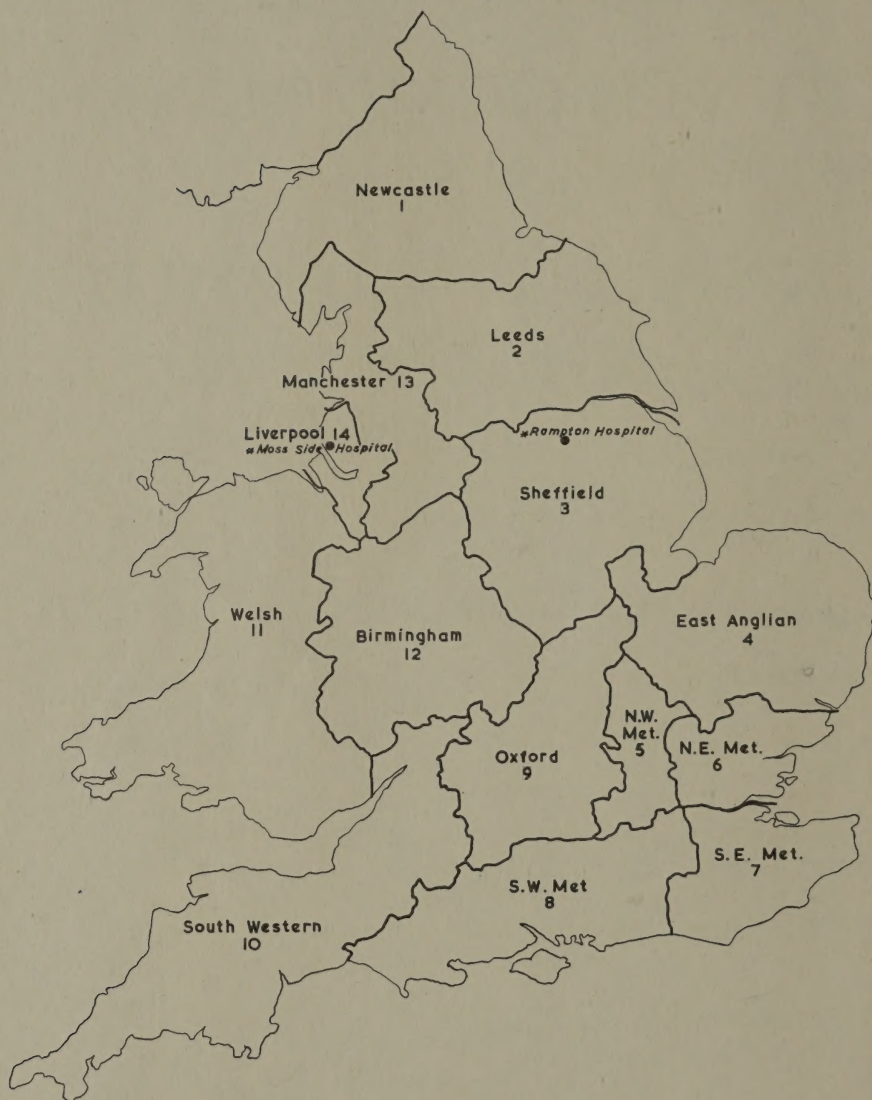 Newcastle
1
Leeds
2
Manchester 13
Liverpool 14
*Moss Side Hospital
*Rampton Hospital
Sheffield
3
Welsh
11
Birmingham
12
East Anglian
4
N.W.
Met.
5
N.E. Met.
6
Oxford
9
S.E. Met.
7
S.W. Met
8
South Western
10